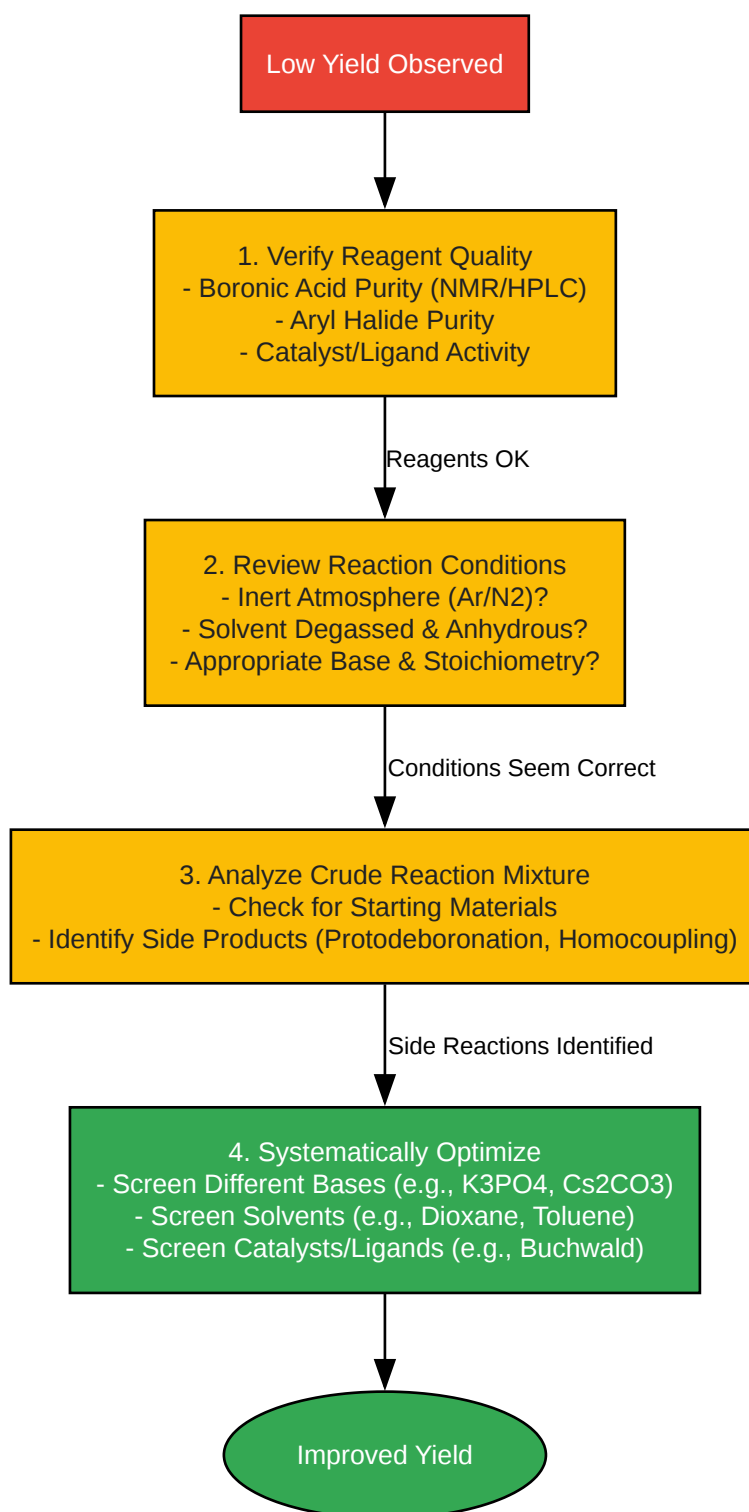 Low Yield Observed
1. Verify Reagent Quality
- Boronic Acid Purity (NMR/HPLC)
- Aryl Halide Purity
- Catalyst/Ligand Activity
Reagents OK
2. Review Reaction Conditions
- Inert Atmosphere (Ar/N2)?
- Solvent Degassed & Anhydrous?
- Appropriate Base & Stoichiometry?
Conditions Seem Correct
3. Analyze Crude Reaction Mixture
- Check for Starting Materials
- Identify Side Products (Protodeboronation, Homocoupling)
Side Reactions Identified
4. Systematically Optimize
- Screen Different Bases (e.g., K3PO4, Cs2CO3)
- Screen Solvents (e.g., Dioxane, Toluene)
- Screen Catalysts/Ligands (e.g., Buchwald)
Improved Yield